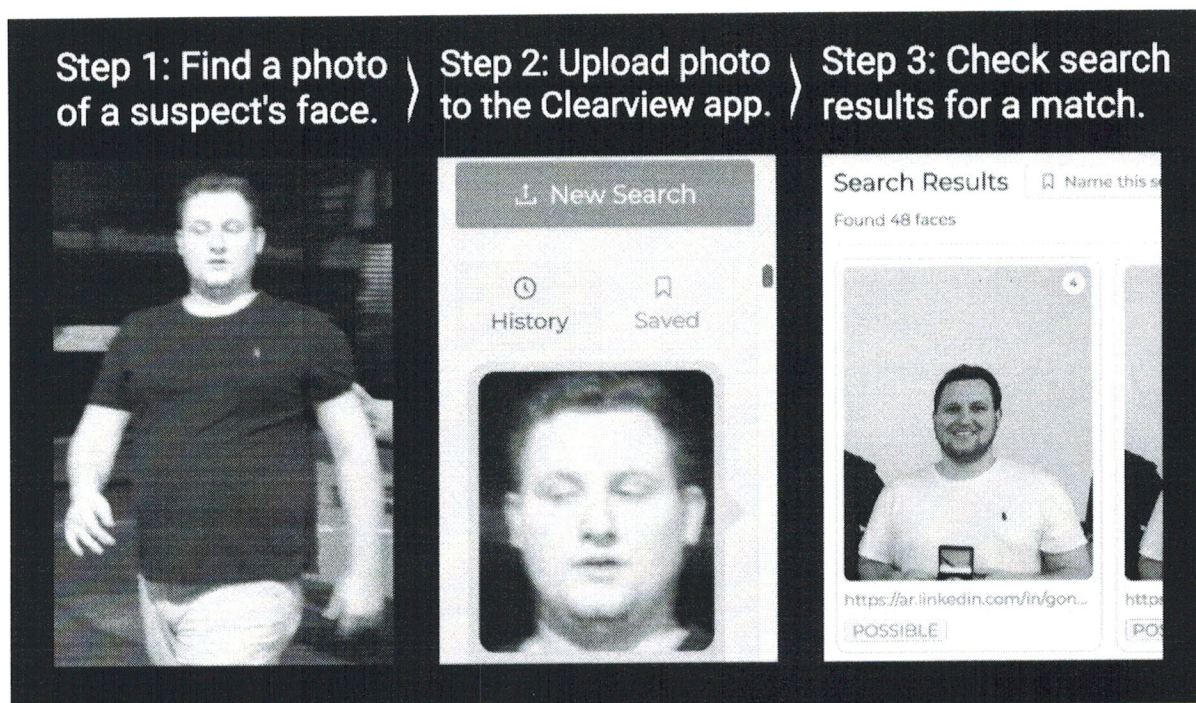 Step 1: Find a photo
of a suspect's face.
Step 2: Upload photo
to the Clearview app.
Step 3: Check search
results for a match.
New Search
History
Saved
Search Results
Name this s
Found 48 faces
4
https://ar.linkedin.com/in/gon...
POSSIBLE
https
POS